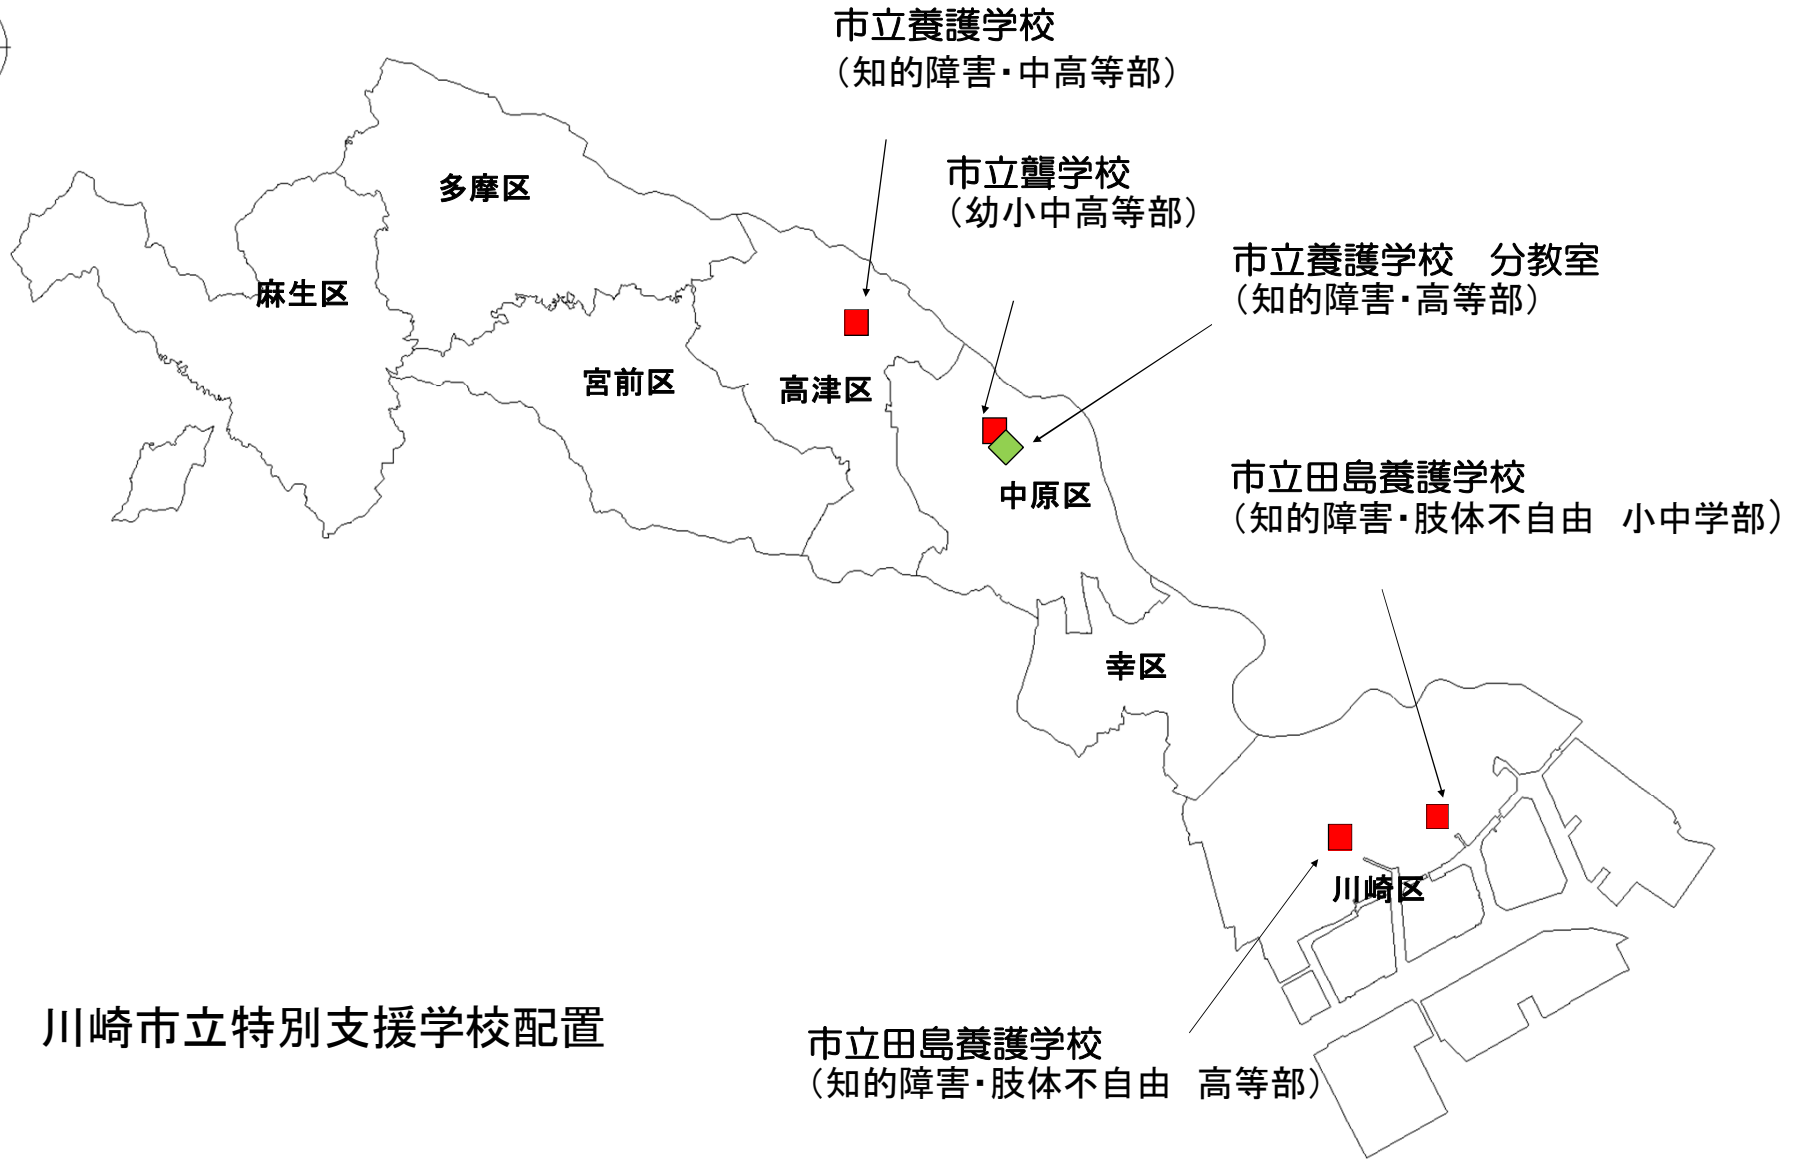 市立養護学校
（知的障害・中高等部）
市立聾学校
（幼小中高等部）
市立養護学校　分教室
（知的障害・高等部）
多摩区
麻生区
宮前区
高津区
中原区
市立田島養護学校
（知的障害・肢体不自由　小中学部）
幸区
川崎区
川崎市立特別支援学校配置
市立田島養護学校
（知的障害・肢体不自由　高等部）